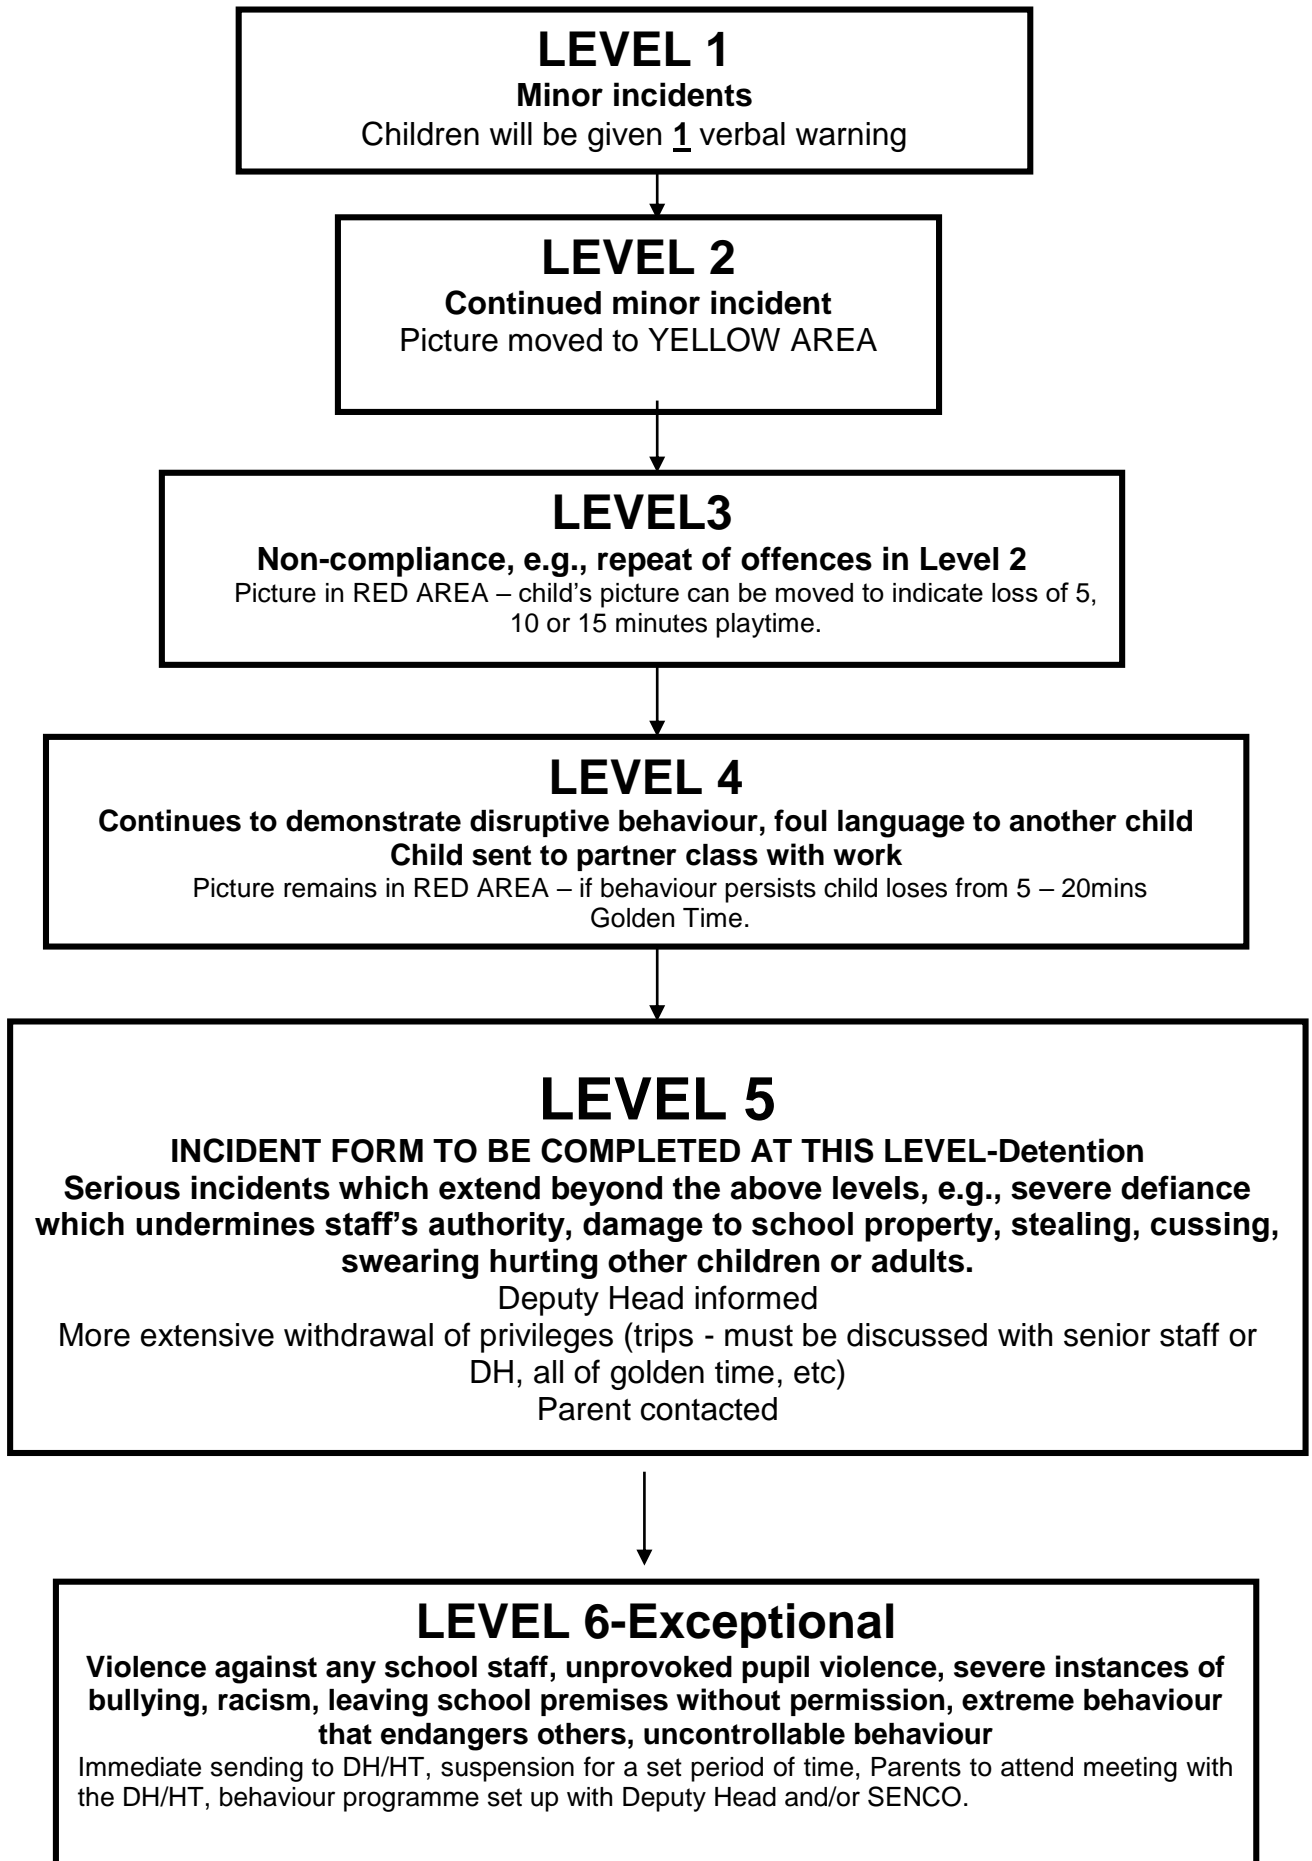 LEVEL 1
Minor incidents
Children will be given 1 verbal warning
LEVEL 2
Continued minor incident
Picture moved to YELLOW AREA
LEVEL3
Non-compliance, e.g., repeat of offences in Level 2
Picture in RED AREA – child's picture can be moved to indicate loss of 5,
10 or 15 minutes playtime.
LEVEL 4
Continues to demonstrate disruptive behaviour, foul language to another child
Child sent to partner class with work
Picture remains in RED AREA – if behaviour persists child loses from 5 – 20mins
Golden Time.
LEVEL 5
INCIDENT FORM TO BE COMPLETED AT THIS LEVEL-Detention
Serious incidents which extend beyond the above levels, e.g., severe defiance
which undermines staff's authority, damage to school property, stealing, cussing,
swearing hurting other children or adults.
Deputy Head informed
More extensive withdrawal of privileges (trips - must be discussed with senior staff or
DH, all of golden time, etc)
Parent contacted
LEVEL 6-Exceptional
Violence against any school staff, unprovoked pupil violence, severe instances of
bullying, racism, leaving school premises without permission, extreme behaviour
that endangers others, uncontrollable behaviour
Immediate sending to DH/HT, suspension for a set period of time, Parents to attend meeting with
the DH/HT, behaviour programme set up with Deputy Head and/or SENCO.